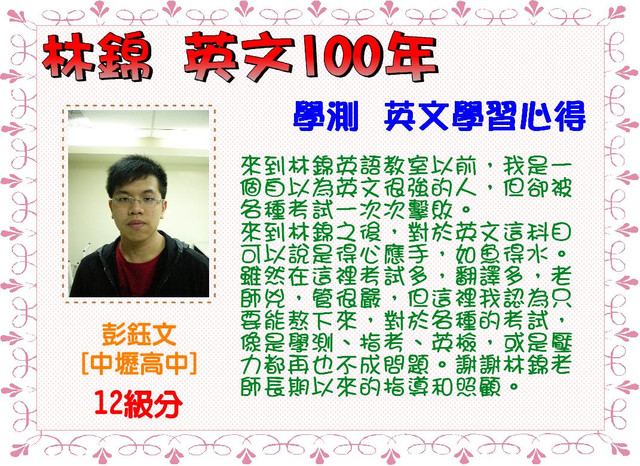 林錦 英文100年
學測 英文學習心得
來到林錦英語教室以前，我是一
個自以為英文很強的人，但卻被
各種考試一次次擊敗。
來到林錦之後，對於英文這科目
可以說是得心應手，如魚得水。
雖然在這裡考試多，翻譯多，老
師兇，管很嚴，但這裡我認為只
要能熬下來，對於各種的考試，
像是學測、指考、英檢，或是壓
力都再也不成問題。謝謝林錦老
師長期以來的指導和照顧。
彭鈺文
[中壢高中]
12級分